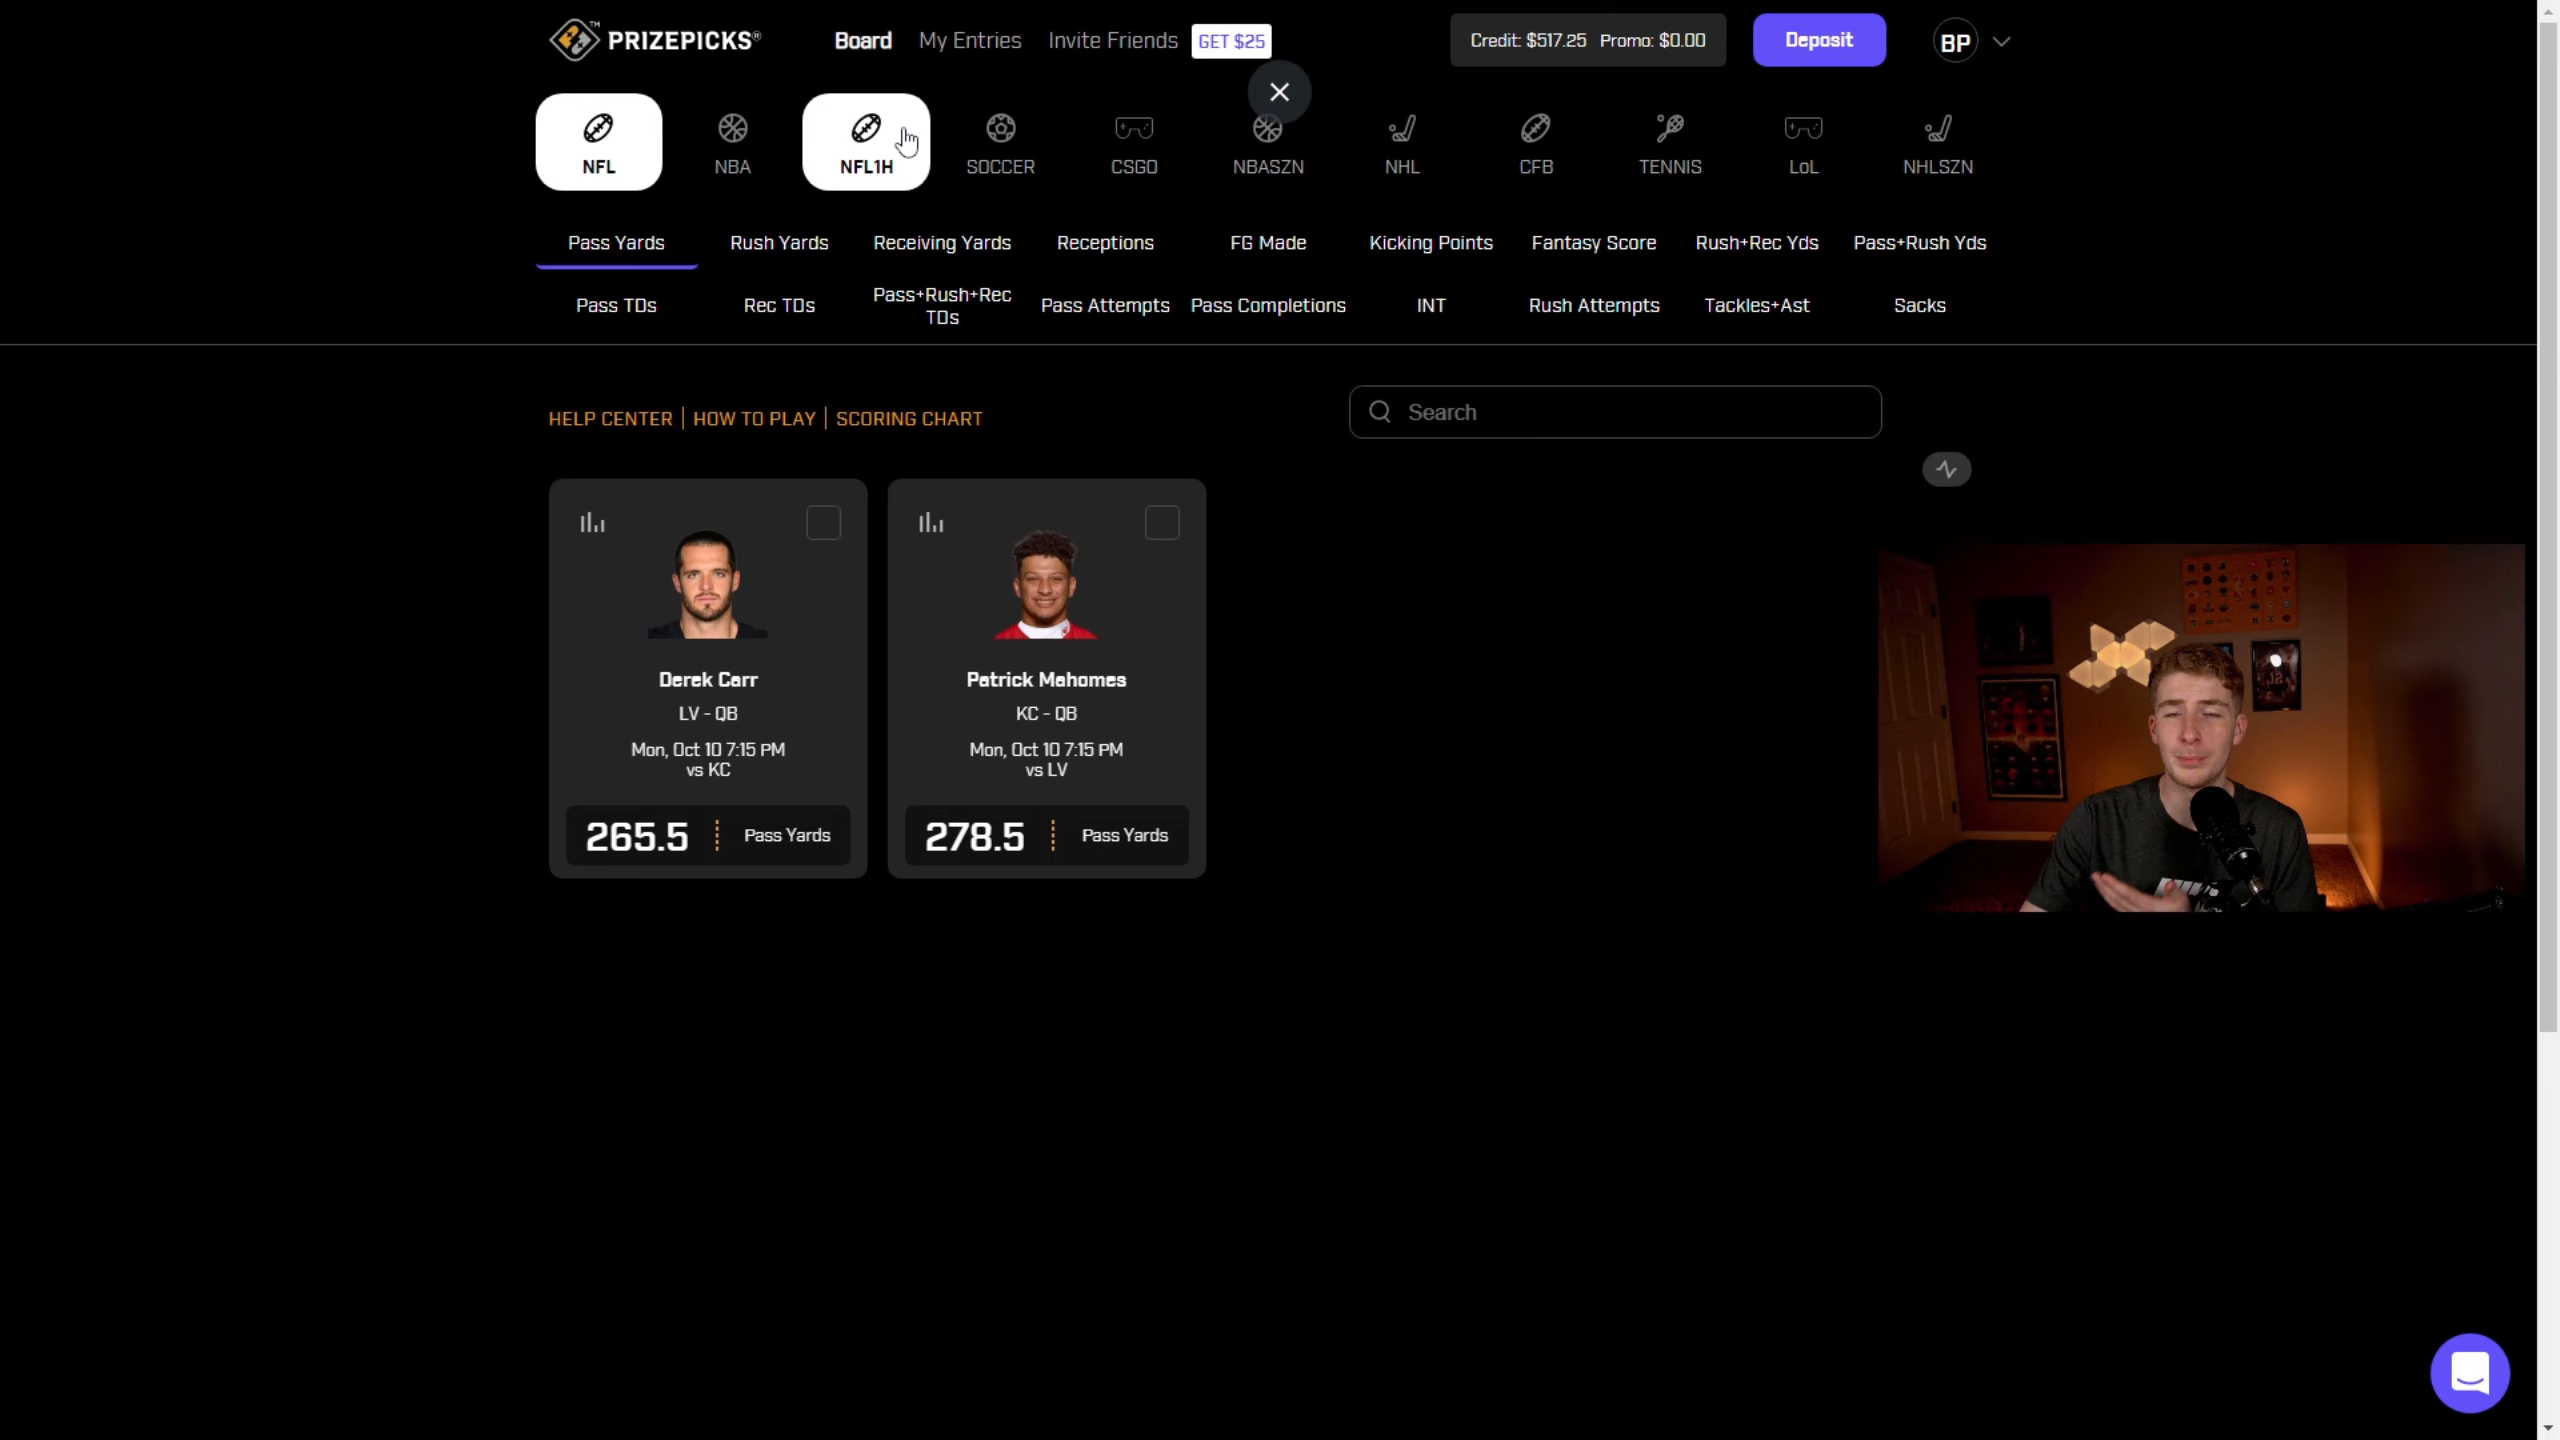 PRIZEPICKS® Board My Entries Invite Friends GET $25 Credit: $517.25 Promo: $0.00 Deposit BP
NFL NBA NFL1H SOCCER CSGO NBASZN NHL CFB TENNIS LoL NHLSZN
Pass Yards Rush Yards Receiving Yards Receptions FG Made Kicking Points Fantasy Score Rush+Rec Yds Pass+Rush Yds
Pass TDs Rec TDs Pass+Rush+Rec TDs Pass Attempts Pass Completions INT Rush Attempts Tackles+Ast Sacks
HELP CENTER HOW TO PLAY SCORING CHART
Search
Derek Carr
LV - QB
Mon, Oct 10 7:15 PM
vs KC
265.5 Pass Yards
Patrick Mahomes
KC - QB
Mon, Oct 10 7:15 PM
vs LV
278.5 Pass Yards